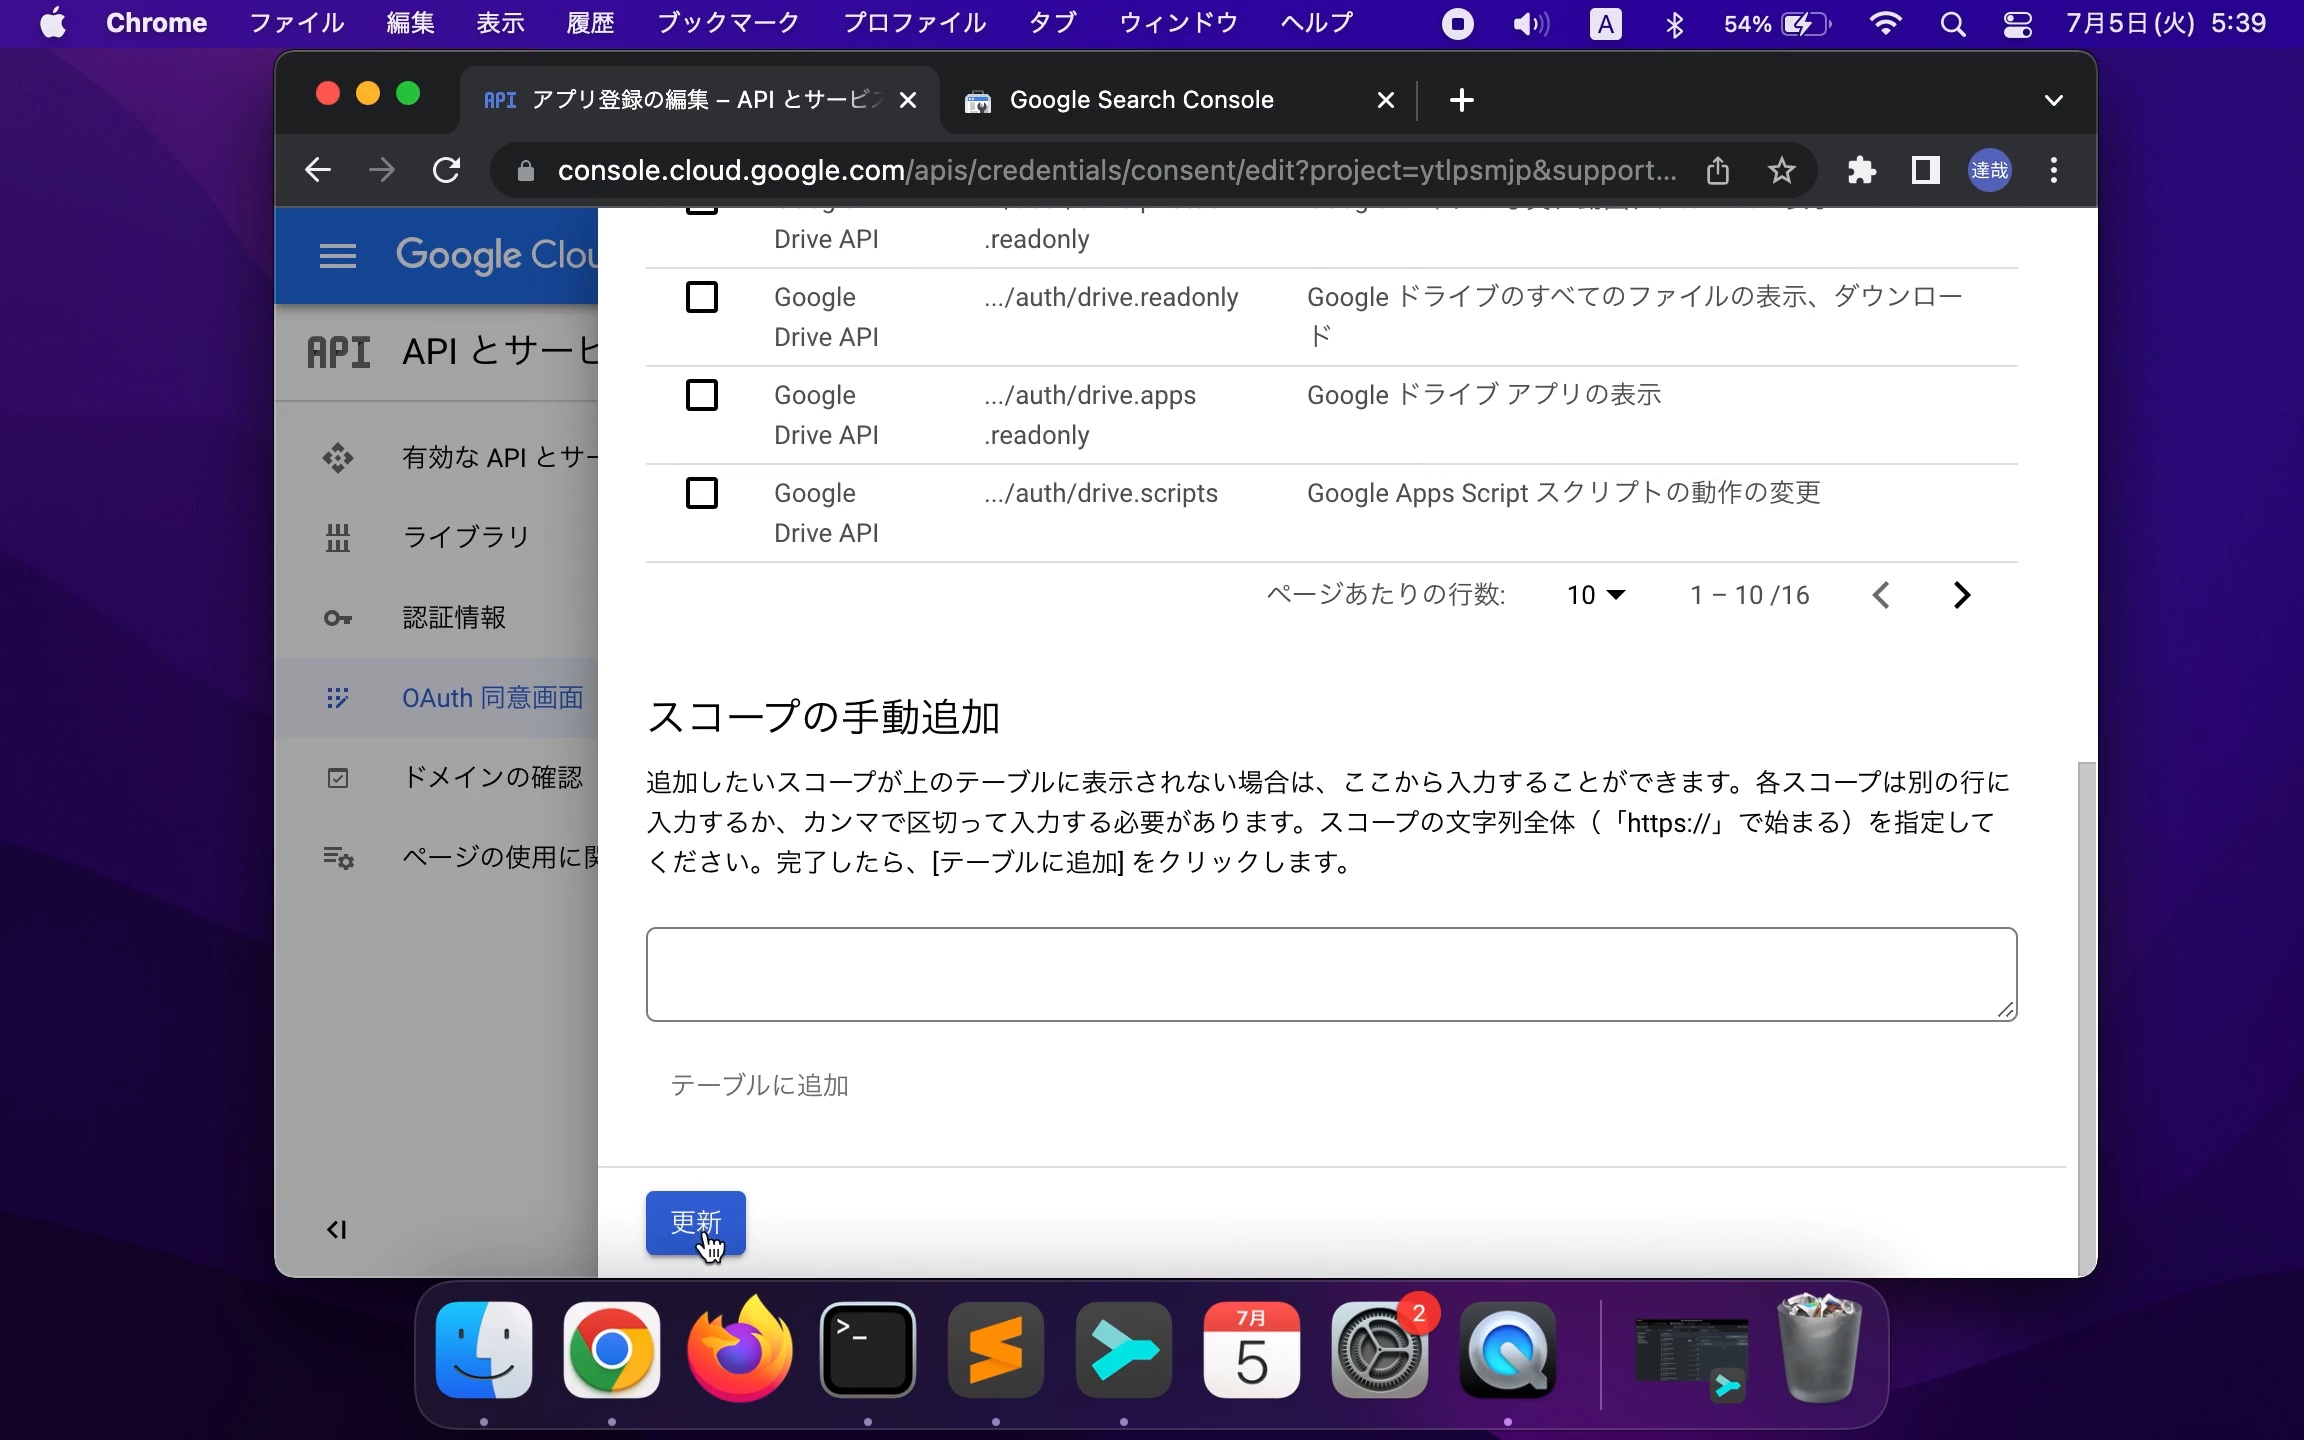 Chrome ファイル 編集 表示 履歴 ブックマーク プロファイル タブ ウィンドウ ヘルプ A 54% 7月5日(火) 5:39
API アプリ登録の編集 – API とサービス
Google Search Console
console.cloud.google.com/apis/credentials/consent/edit?project=ytlpsmjp&support...
達哉
Google Clou
API API とサービ
有効な API とサー
ライブラリ
認証情報
OAuth 同意画面
ドメインの確認
ページの使用に関
Drive API .readonly
Google Drive API .../auth/drive.readonly Google ドライブのすべてのファイルの表示、ダウンロード
Google Drive API .../auth/drive.apps.readonly Google ドライブ アプリの表示
Google Drive API .../auth/drive.scripts Google Apps Script スクリプトの動作の変更
ページあたりの行数: 10 1 – 10 /16
スコープの手動追加
追加したいスコープが上のテーブルに表示されない場合は、ここから入力することができます。各スコープは別の行に
入力するか、カンマで区切って入力する必要があります。スコープの文字列全体(「https://」で始まる)を指定して
ください。完了したら、[テーブルに追加] をクリックします。
テーブルに追加
更新
7月
5
2